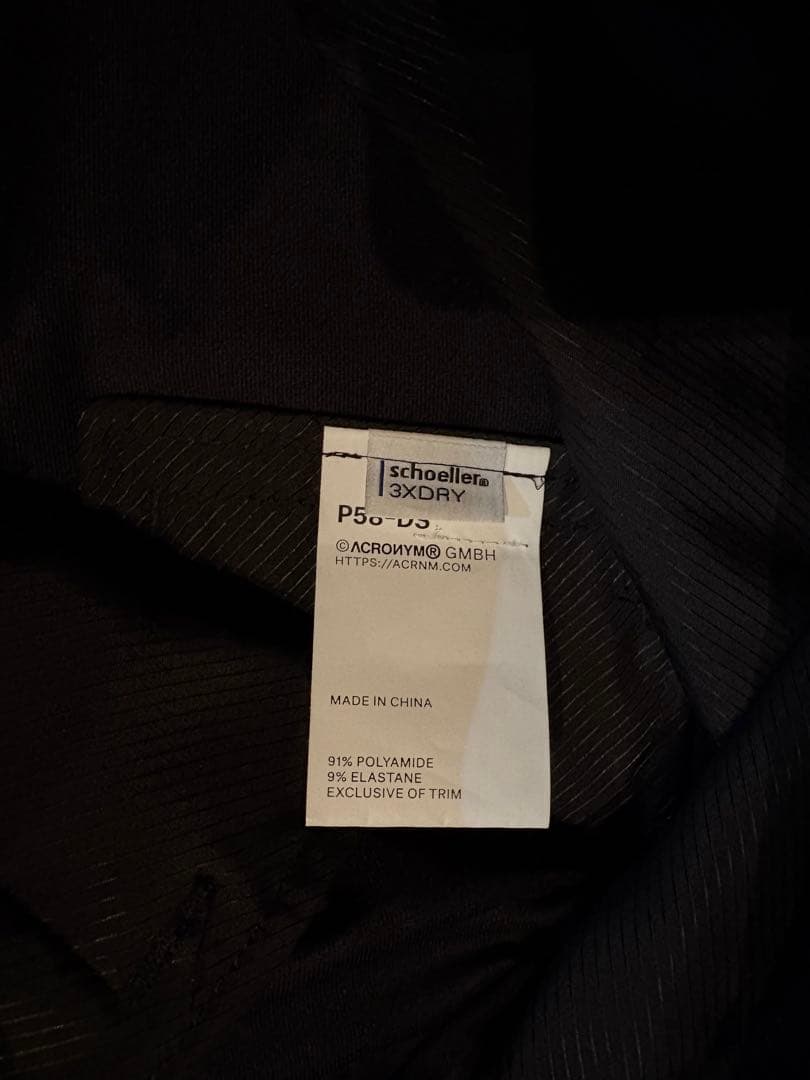 schoeller®
3XDRY
©ACRONYM® GMBH
HTTPS://ACRNM.COM
MADE IN CHINA
91% POLYAMIDE
9% ELASTANE
EXCLUSIVE OF TRIM